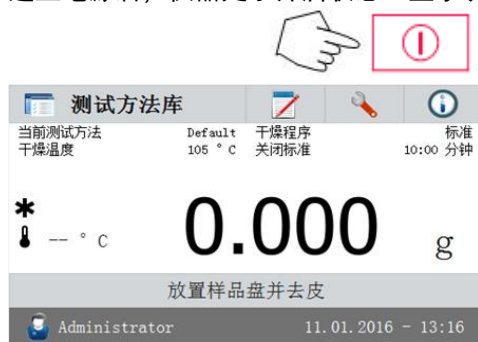 测试方法库
当前测试方法 Default 干燥程序 标准
干燥温度 105 ° C 关闭标准 10:00 分钟
-- ° C 0.000 g
放置样品盘并去皮
Administrator 11.01.2016 - 13:16